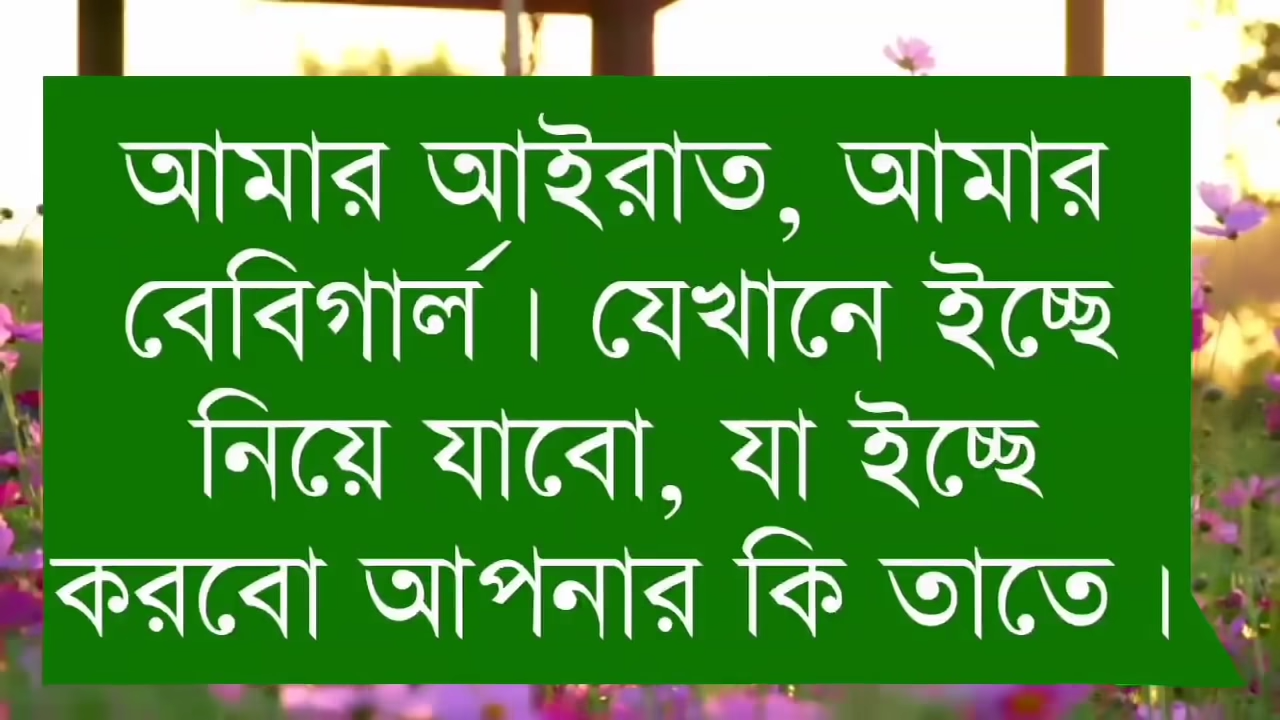 আমার আইরাত, আমার
বেবিগার্ল । যেখানে ইচ্ছে
নিয়ে যাবো, যা ইচ্ছে
করবো আপনার কি তাতে ।